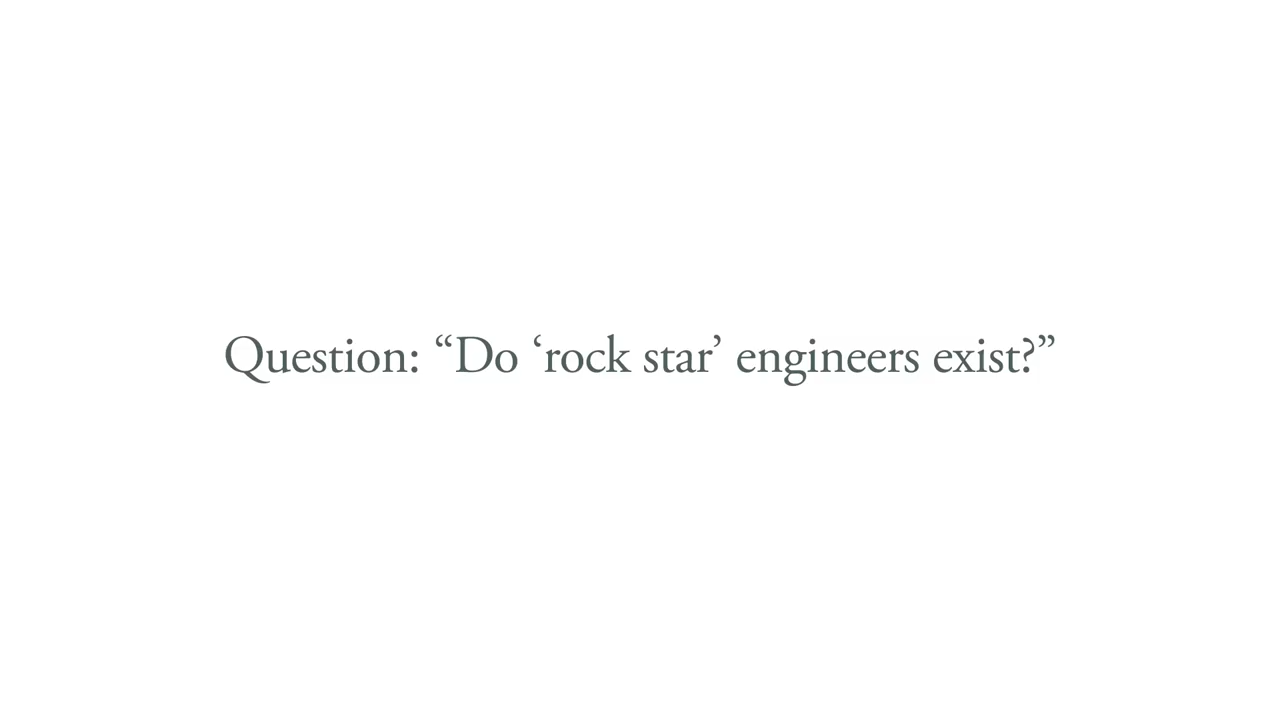 Question: “Do ‘rock star’ engineers exist?”